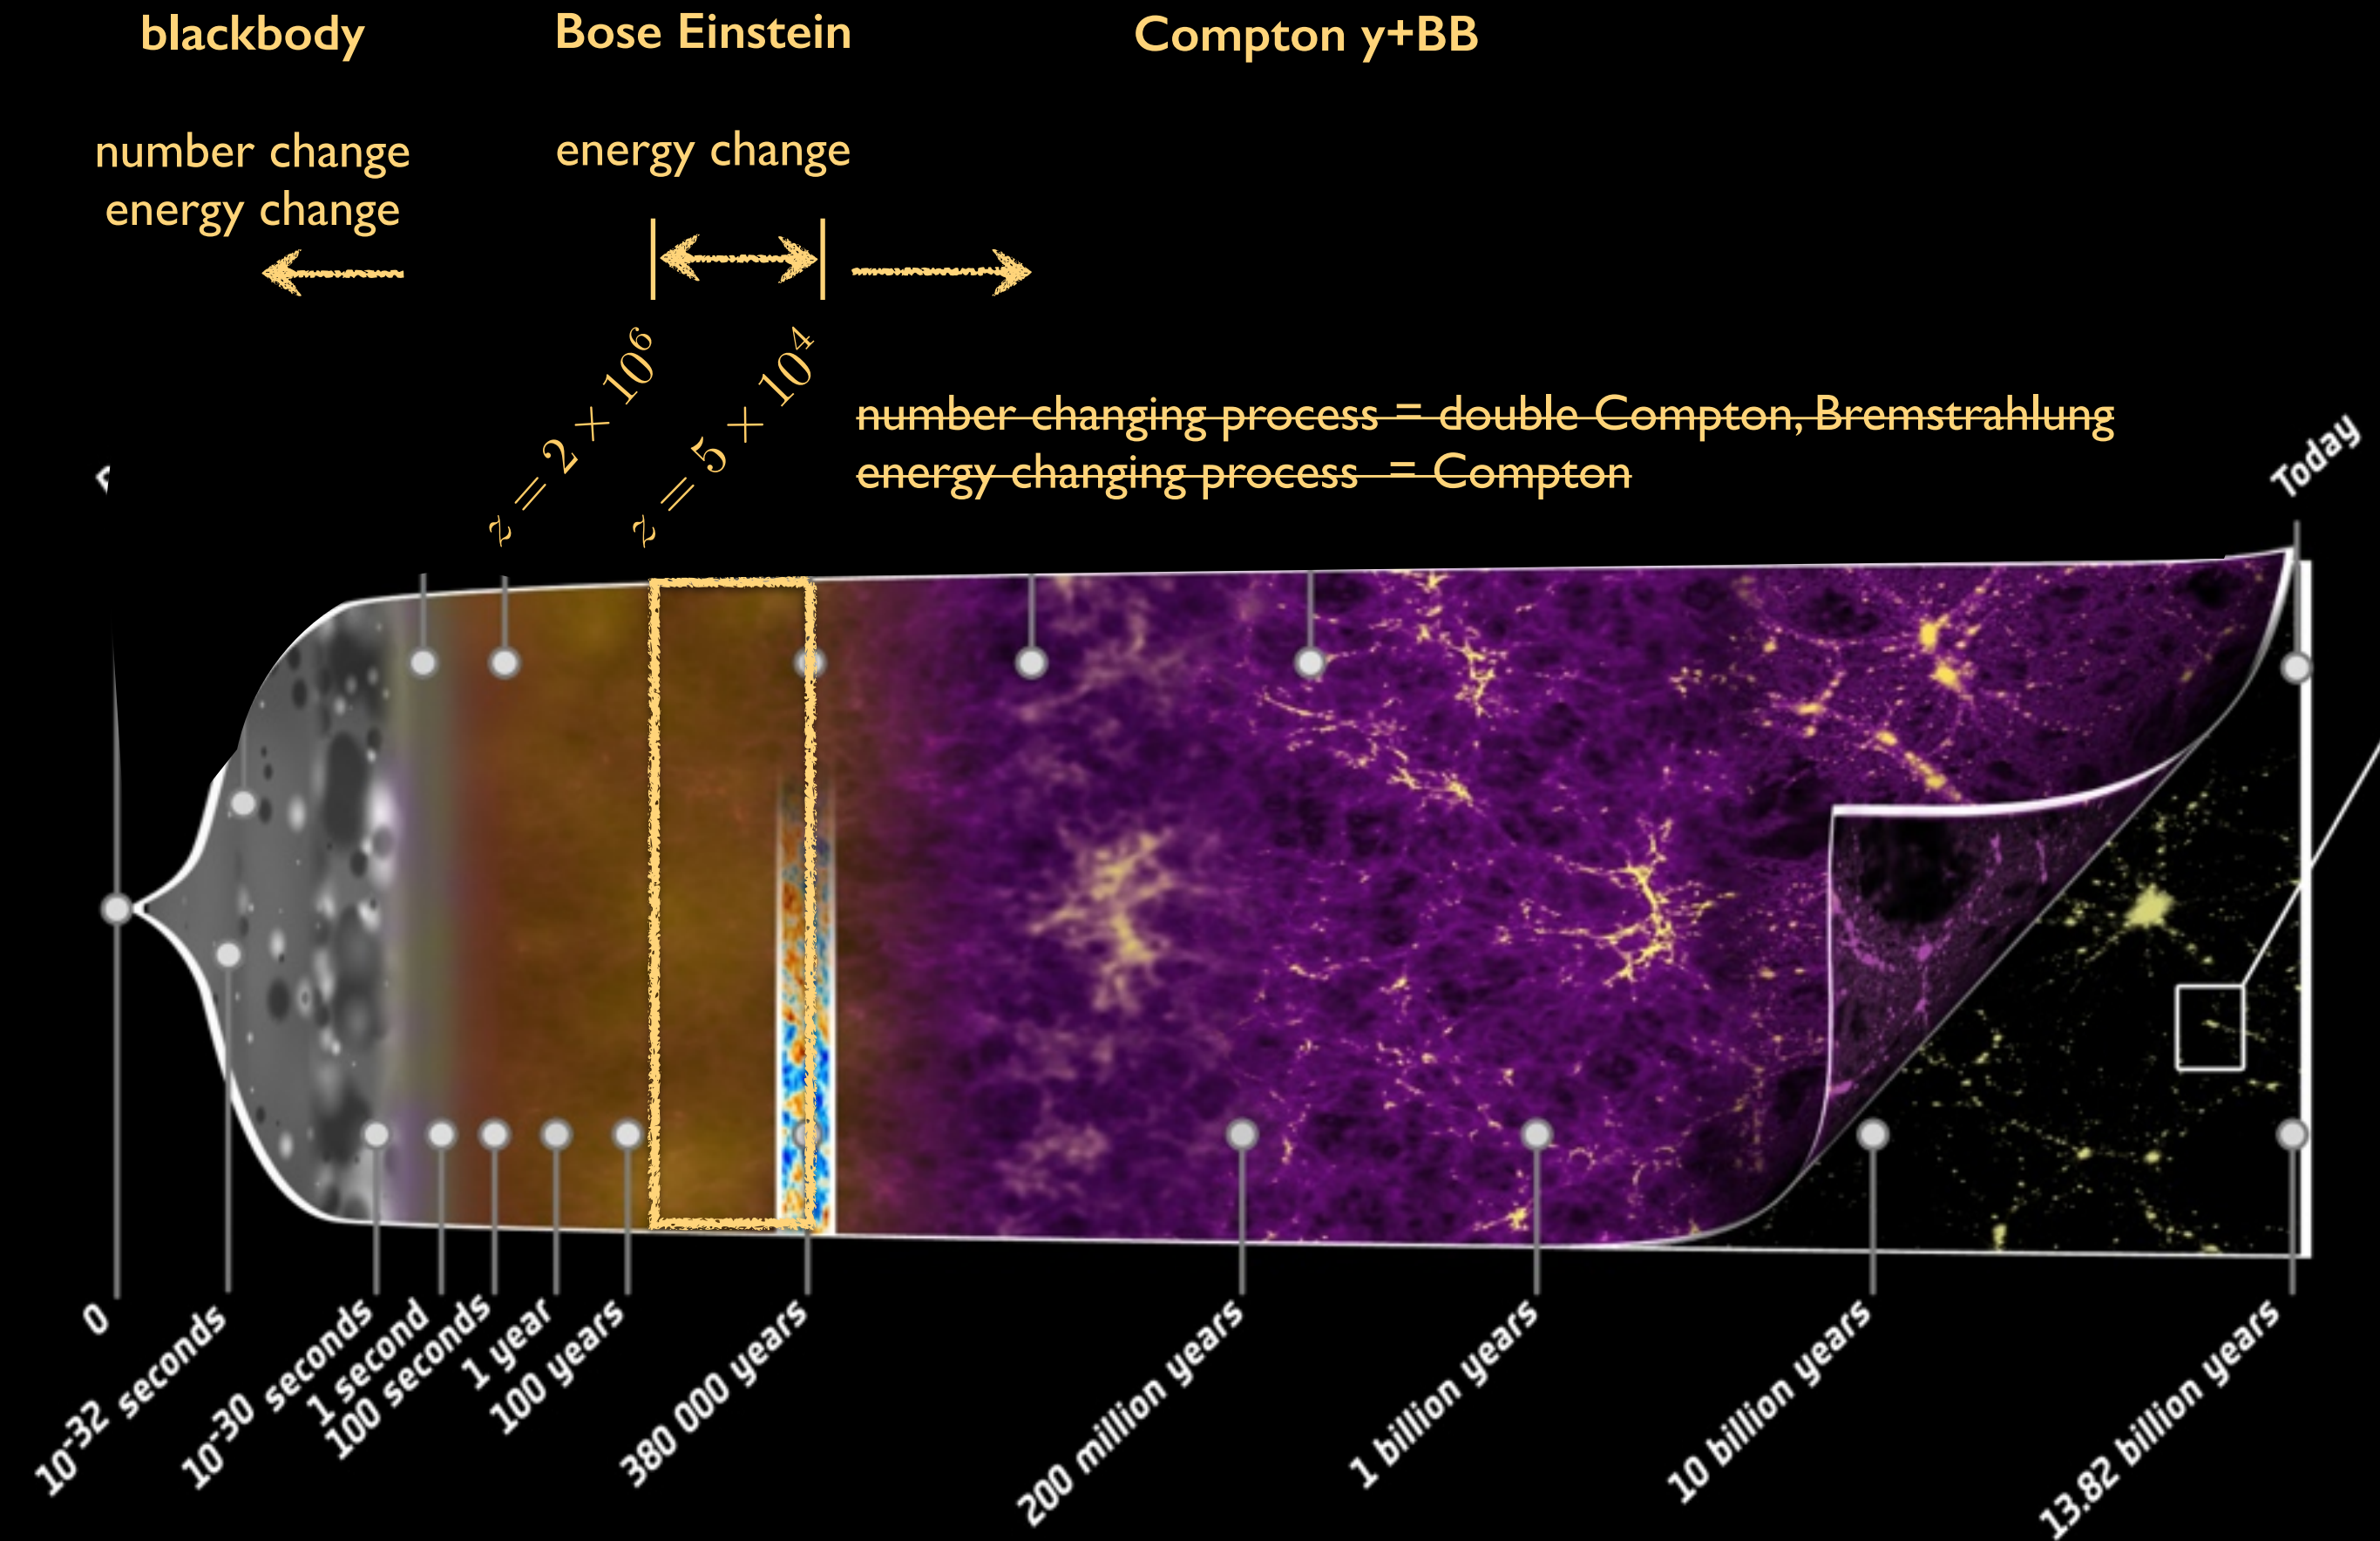 blackbody
Bose Einstein
Compton y+BB
number change
energy change
energy change
z = 2 × 10⁶
z = 5 × 10⁴
number changing process = double Compton, Bremstrahlung
energy changing process = Compton
Today
0
10⁻³² seconds
10⁻³⁰ seconds
1 second
100 seconds
1 year
100 years
380 000 years
200 million years
1 billion years
10 billion years
13.82 billion years